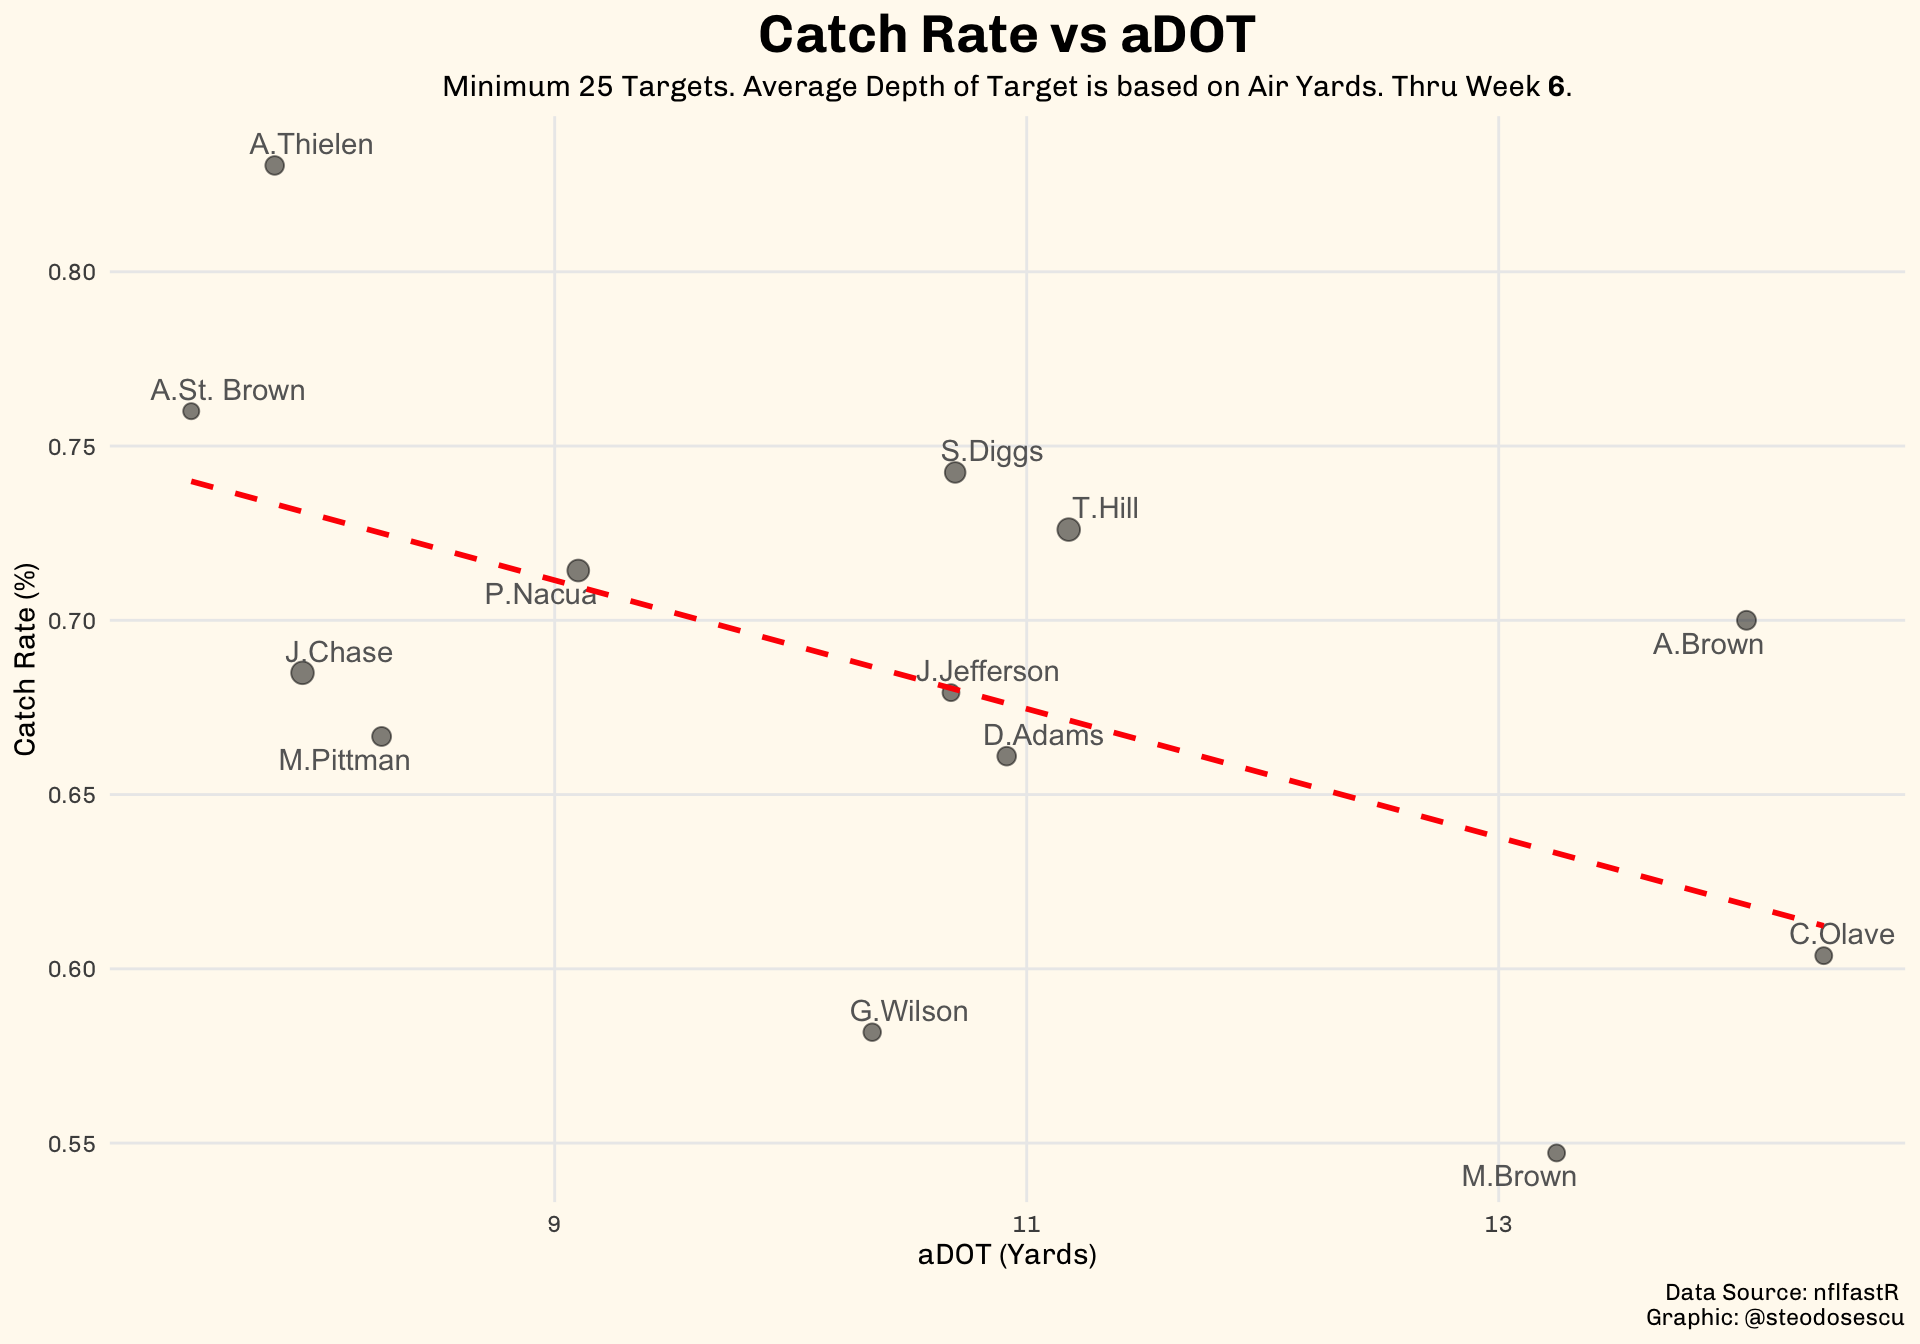 Catch Rate vs aDOT
Minimum 25 Targets. Average Depth of Target is based on Air Yards. Thru Week 6.
A.Thielen
0.80
A.St. Brown
0.75
S.Diggs
T.Hill
P.Nacua
0.70
A.Brown
J.Chase
J.Jefferson
Catch Rate (%)
D.Adams
M.Pittman
0.65
C.Olave
0.60
G.Wilson
0.55
M.Brown
9
11
13
aDOT (Yards)
Data Source: nflfastR
Graphic: @steodosescu